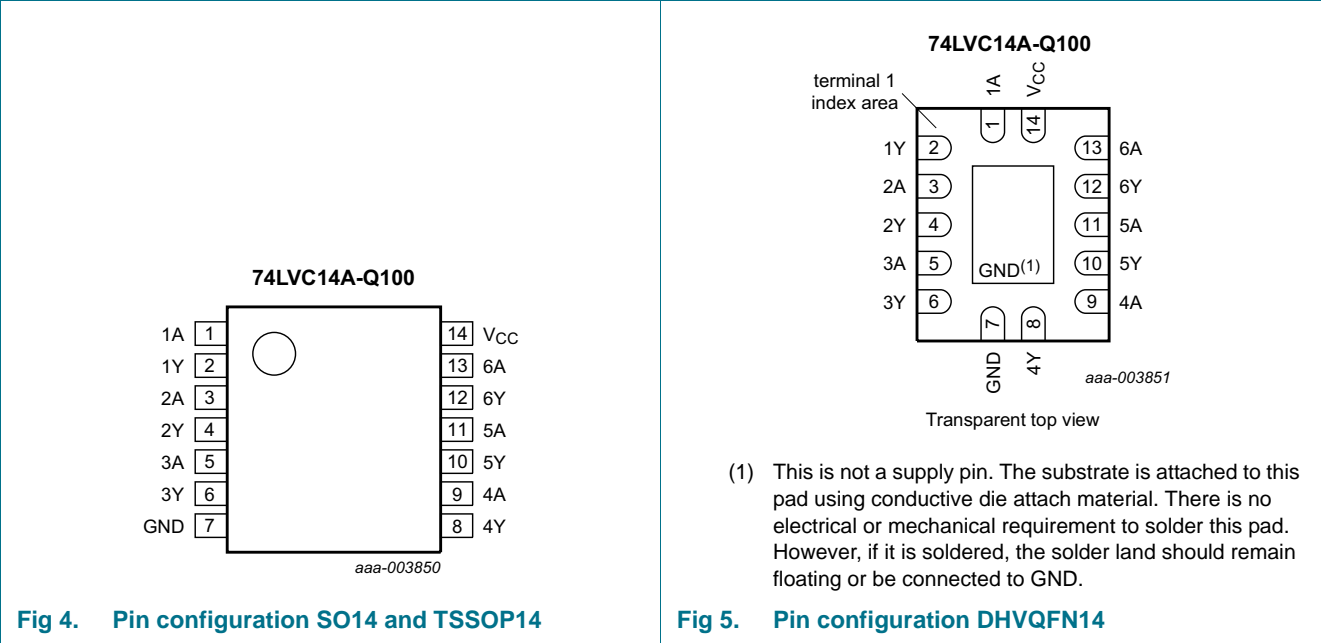 74LVC14A-Q100
1A 1 14 VCC
1Y 2 13 6A
2A 3 12 6Y
2Y 4 11 5A
3A 5 10 5Y
3Y 6 9 4A
GND 7 8 4Y
aaa-003850
Fig 4. Pin configuration SO14 and TSSOP14
74LVC14A-Q100
terminal 1
index area
1A VCC
1 14
1Y 2 13 6A
2A 3 12 6Y
2Y 4 11 5A
3A 5 10 5Y
GND(1)
3Y 6 9 4A
7 8
GND 4Y
aaa-003851
Transparent top view
(1) This is not a supply pin. The substrate is attached to this
pad using conductive die attach material. There is no
electrical or mechanical requirement to solder this pad.
However, if it is soldered, the solder land should remain
floating or be connected to GND.
Fig 5. Pin configuration DHVQFN14